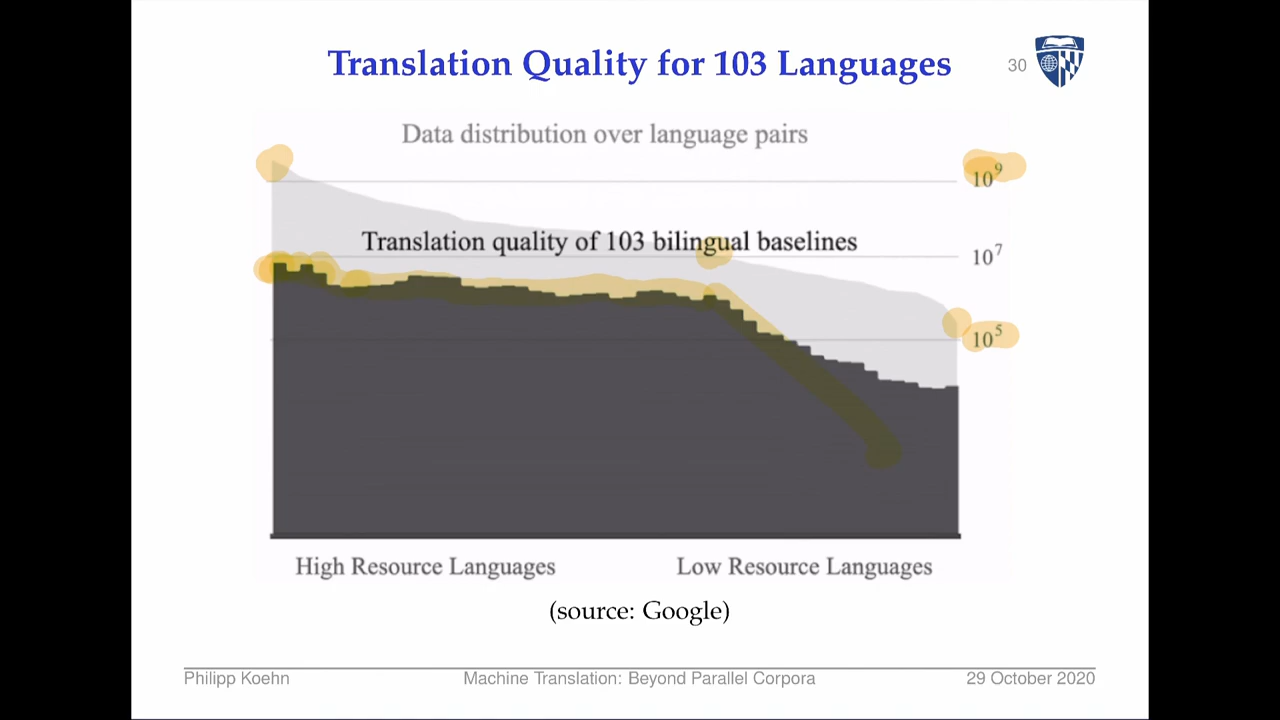 Translation Quality for 103 Languages
30
Data distribution over language pairs
10⁹
Translation quality of 103 bilingual baselines
10⁷
10⁵
High Resource Languages
Low Resource Languages
(source: Google)
Philipp Koehn
Machine Translation: Beyond Parallel Corpora
29 October 2020